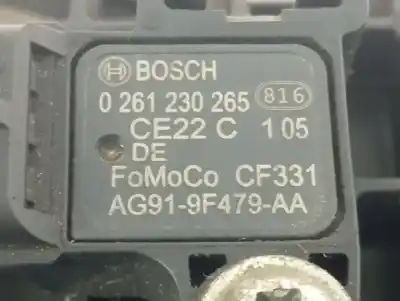 BOSCH
0 261 230 265 816
CE22 C 1 05
DE
FoMoCo CF331
AG91-9F479-AA